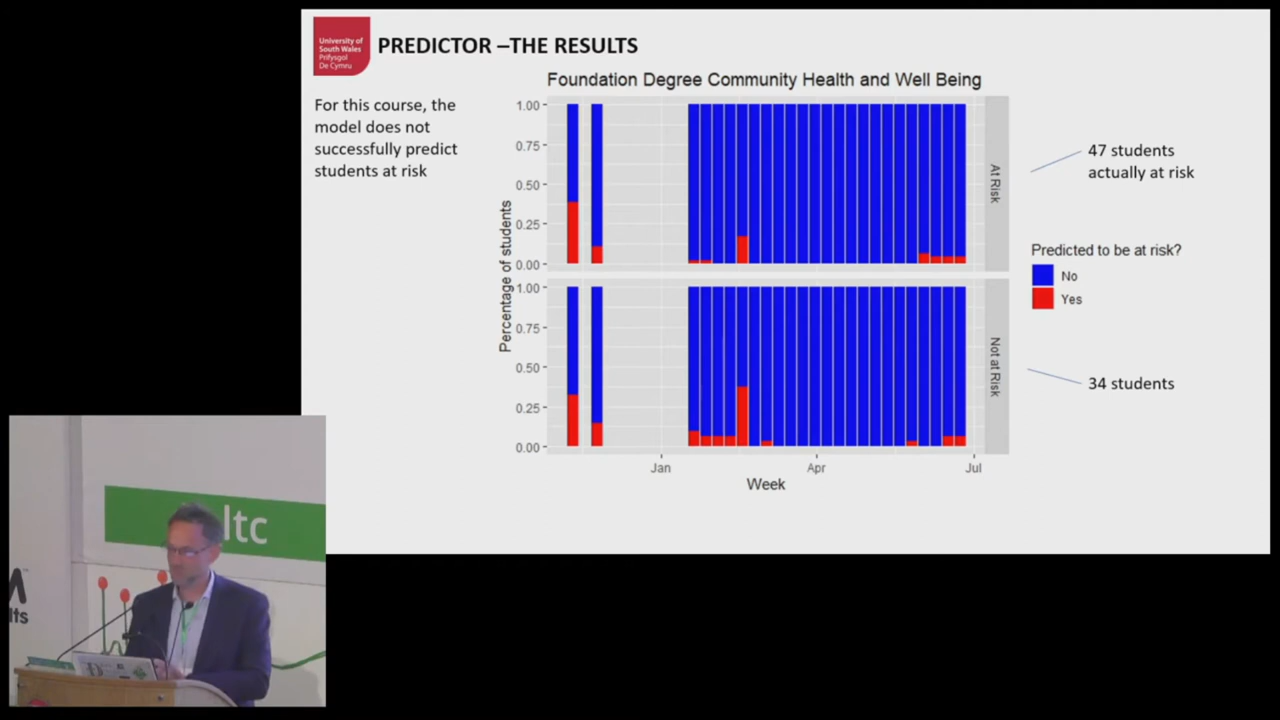 University of
South Wales
Prifysgol
De Cymru
PREDICTOR –THE RESULTS
For this course, the
model does not
successfully predict
students at risk
Foundation Degree Community Health and Well Being
Percentage of students
1.00
0.75
0.50
0.25
0.00
At Risk
1.00
0.75
0.50
0.25
0.00
Not at Risk
Jan
Apr
Jul
Week
47 students
actually at risk
Predicted to be at risk?
No
Yes
34 students
ltc
lts